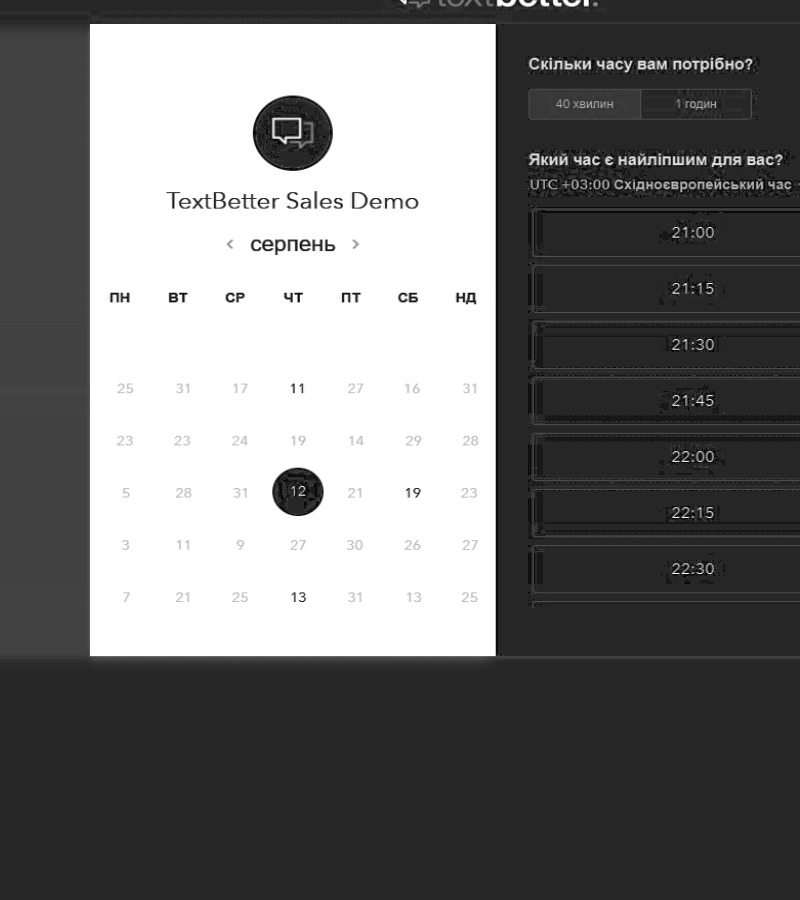 textbetter.
TextBetter Sales Demo
‹ серпень ›
ПН ВТ СР ЧТ ПТ СБ НД
25 31 17 11 27 16 31
23 23 24 19 14 29 28
5 28 31 12 21 19 23
3 11 9 27 30 26 27
7 21 25 13 31 13 25
Скільки часу вам потрібно?
40 хвилин 1 годин
Який час є найліпшим для вас?
UTC +03:00 Східноєвропейський час
21:00
21:15
21:30
21:45
22:00
22:15
22:30